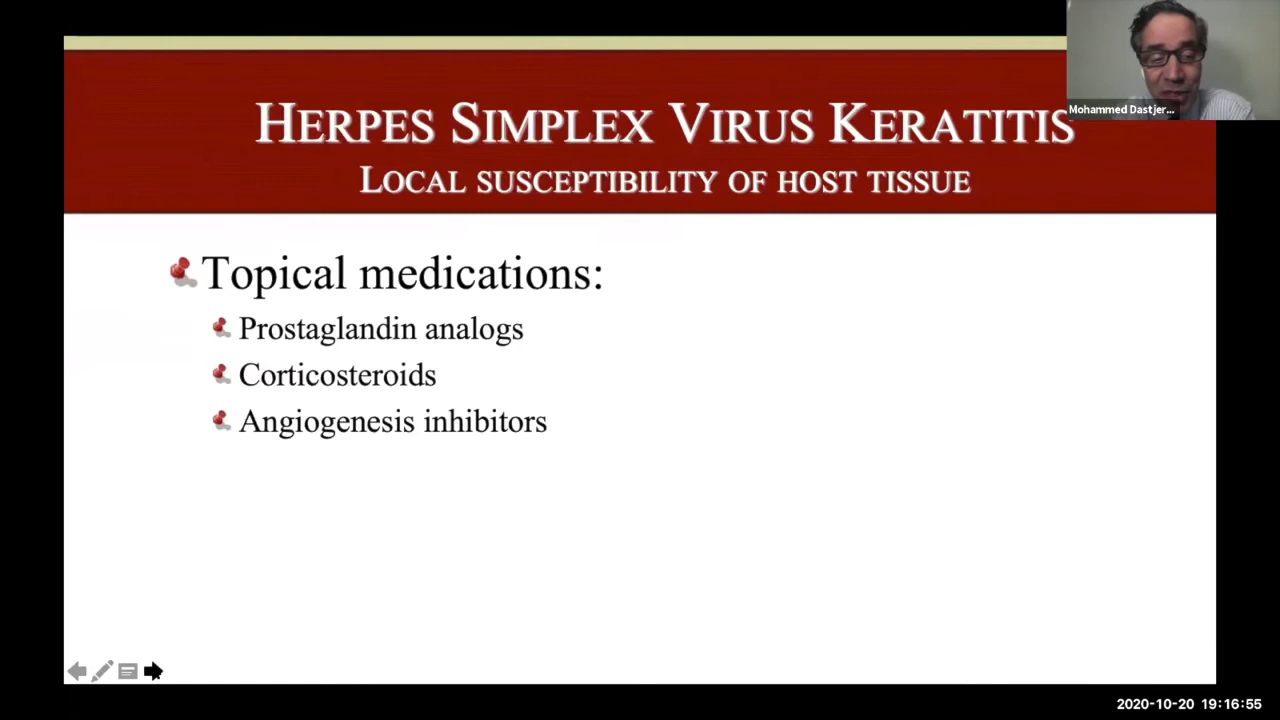 HERPES SIMPLEX VIRUS KERATITIS
LOCAL SUSCEPTIBILITY OF HOST TISSUE
Mohammed Dastjer...
Topical medications:
Prostaglandin analogs
Corticosteroids
Angiogenesis inhibitors
2020-10-20 19:16:55